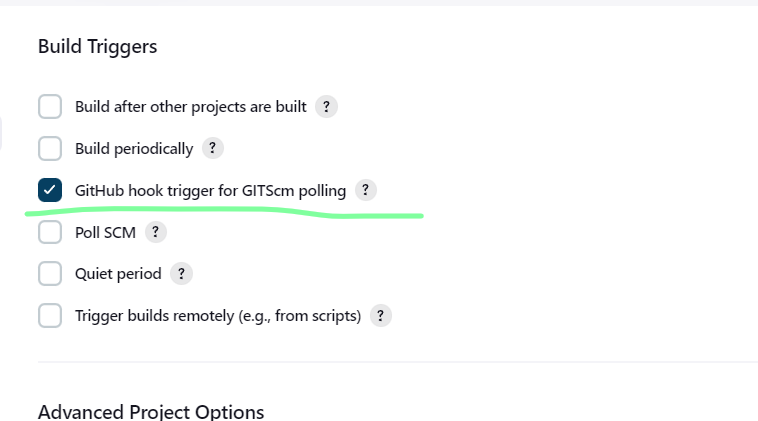 Build Triggers
Build after other projects are built ?
Build periodically ?
GitHub hook trigger for GITScm polling ?
Poll SCM ?
Quiet period ?
Trigger builds remotely (e.g., from scripts) ?
Advanced Project Options